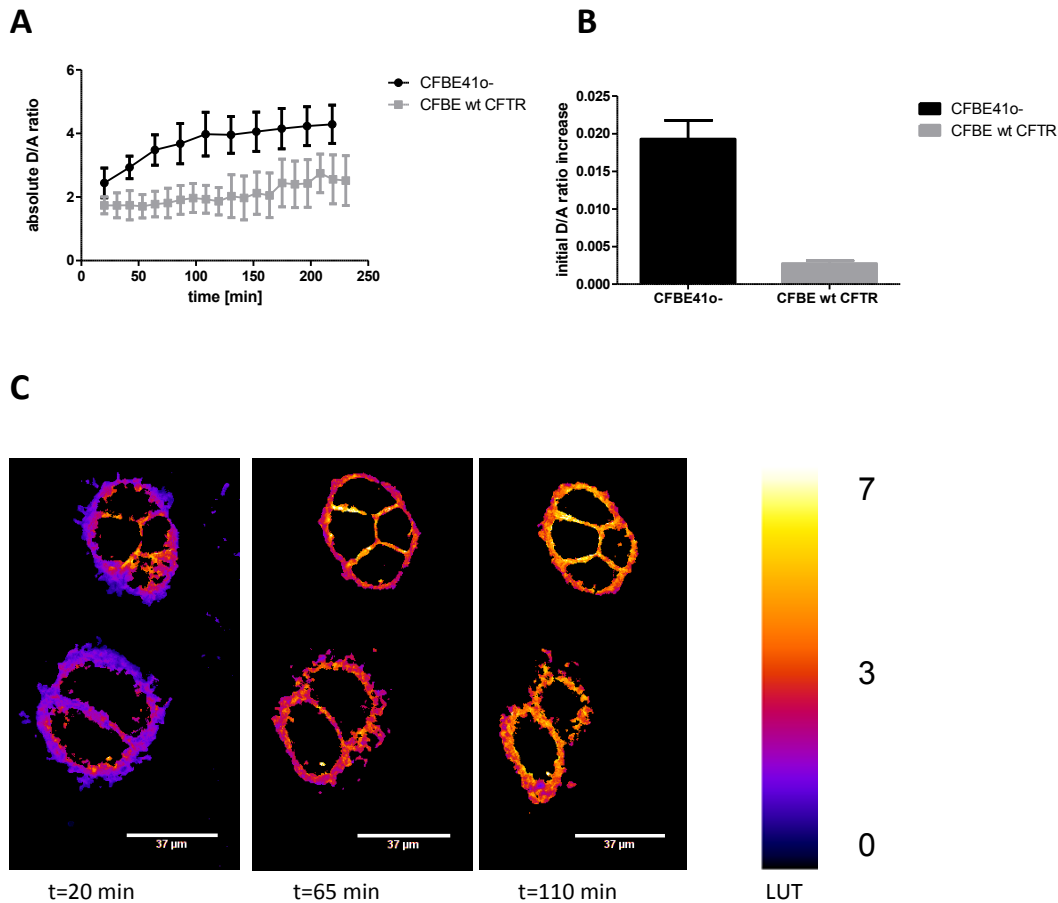 A
absolute D/A ratio
6
4
2
0
0 50 100 150 200 250
time [min]
CFBE41o-
CFBE wt CFTR
B
initial D/A ratio increase
0.025
0.020
0.015
0.010
0.005
0.000
CFBE41o- CFBE wt CFTR
CFBE41o-
CFBE wt CFTR
C
37 µm
37 µm
37 µm
7
3
0
t=20 min
t=65 min
t=110 min
LUT